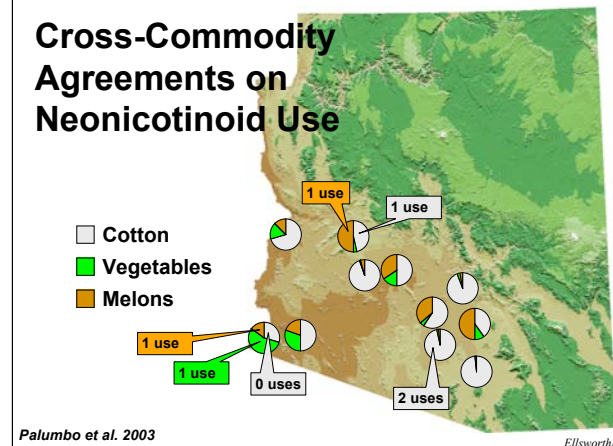 Cross-Commodity
Agreements on
Neonicotinoid Use
1 use
1 use
Cotton
Vegetables
Melons
1 use
1 use
0 uses
2 uses
Palumbo et al. 2003
Ellsworth